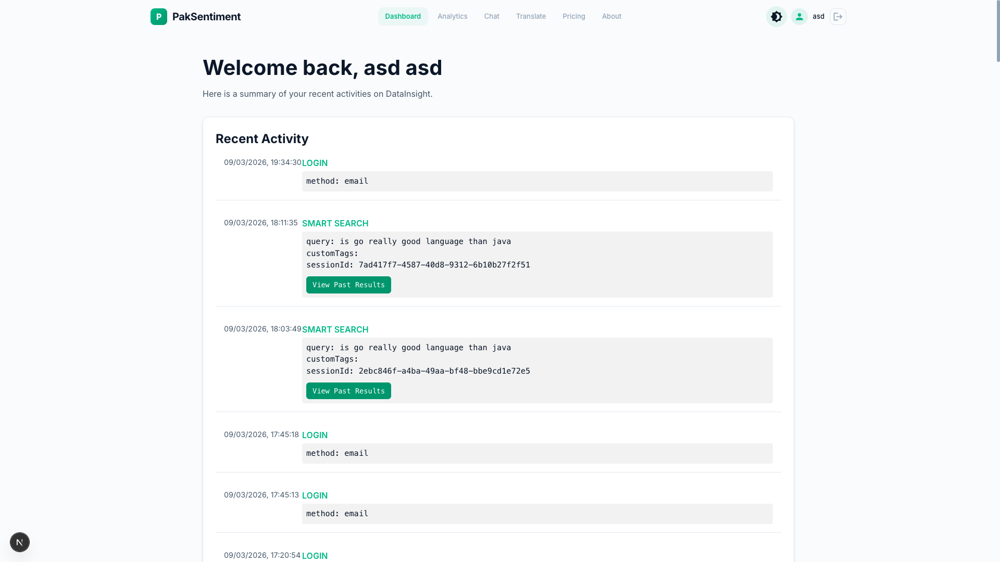 P PakSentiment Dashboard Analytics Chat Translate Pricing About asd
Welcome back, asd asd
Here is a summary of your recent activities on DataInsight.
Recent Activity
09/03/2026, 19:34:30 LOGIN
method: email
09/03/2026, 18:11:35 SMART SEARCH
query: is go really good language than java
customTags:
sessionId: 7ad417f7-4587-40d8-9312-6b10b27f2f51
View Past Results
09/03/2026, 18:03:49 SMART SEARCH
query: is go really good language than java
customTags:
sessionId: 2ebc846f-a4ba-49aa-bf48-bbe9cd1e72e5
View Past Results
09/03/2026, 17:45:18 LOGIN
method: email
09/03/2026, 17:45:13 LOGIN
method: email
N
09/03/2026, 17:20:54 LOGIN